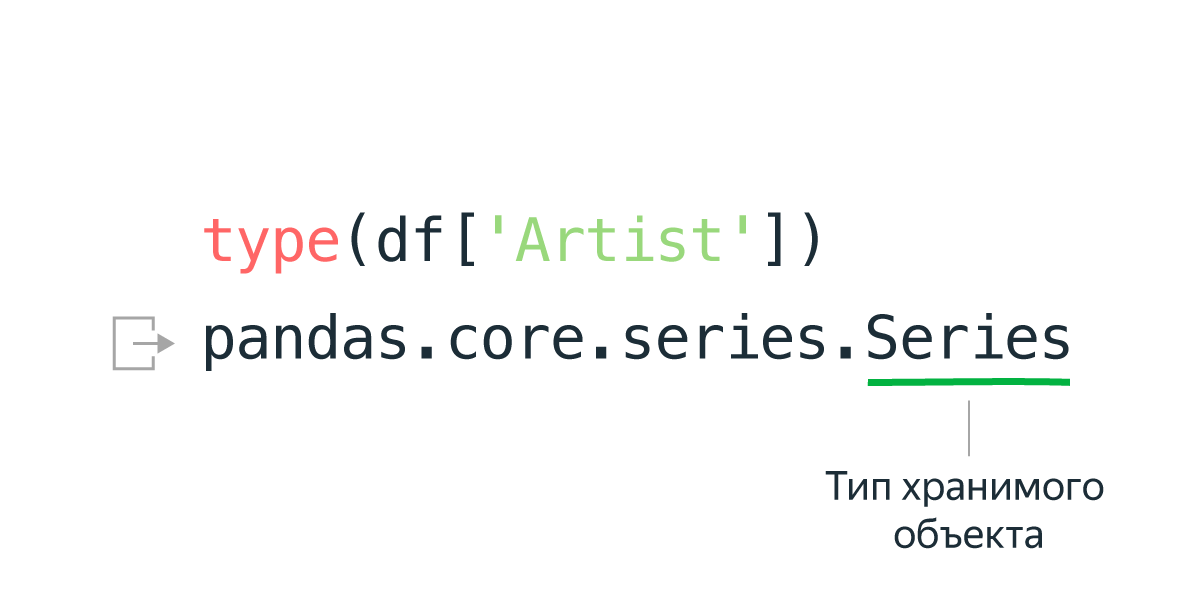 type(df['Artist'])
pandas.core.series.Series
Тип хранимого
объекта